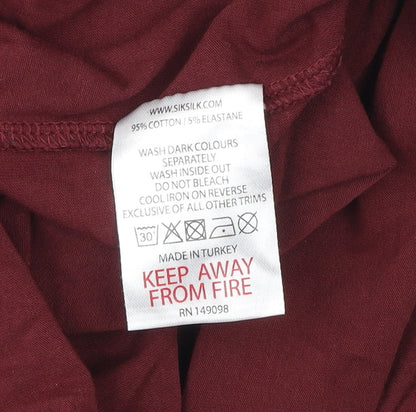 WWW.SIKSILK.COM
95% COTTON / 5% ELASTANE
WASH DARK COLOURS
SEPARATELY
WASH INSIDE OUT
DO NOT BLEACH
COOL IRON ON REVERSE
EXCLUSIVE OF ALL OTHER TRIMS
30°
MADE IN TURKEY
KEEP AWAY
FROM FIRE
RN 149098